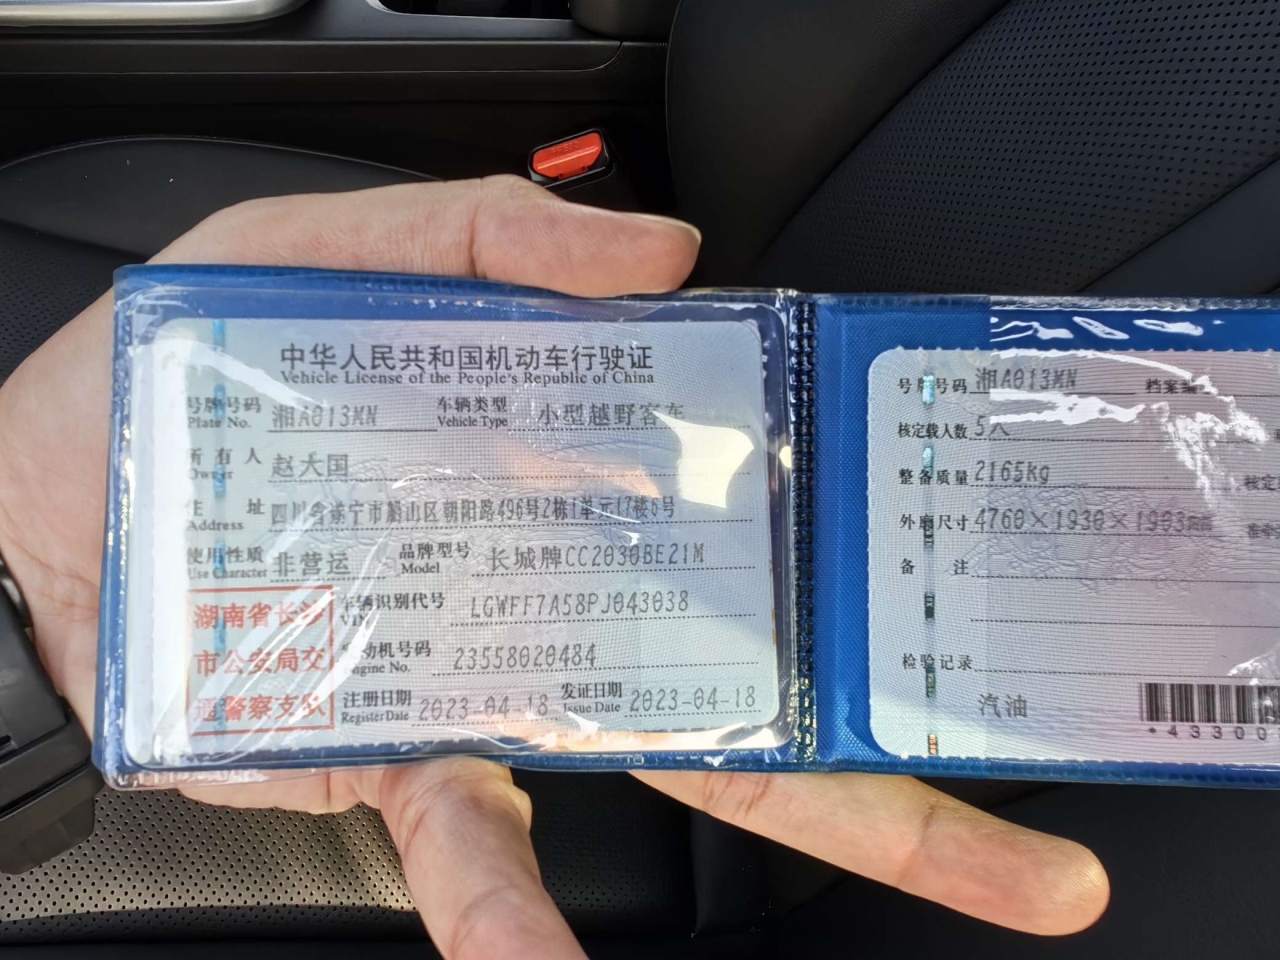 中华人民共和国机动车行驶证
Vehicle License of the People's Republic of China
号牌号码 湘A013MN 车辆类型 小型越野客车
Plate No. Vehicle Type
所有人 赵大国
Owner
住址 四川省遂宁市船山区朝阳路496号2栋1单元17楼6号
Address
使用性质 非营运 品牌型号 长城牌CC2030BE21M
Use Character Model
车辆识别代号 LGWFF7A58PJ043038
VIN
发动机号码 23558020484
Engine No.
注册日期 2023-04-18 发证日期 2023-04-18
Register Date Issue Date
湖南省长沙
市公安局交
通警察支队
号牌号码 湘A013MN 档案编
核定载人数 5人
整备质量 2165kg 核定
外廓尺寸 4760×1930×1903mm
备注
检验记录
汽油
*43300